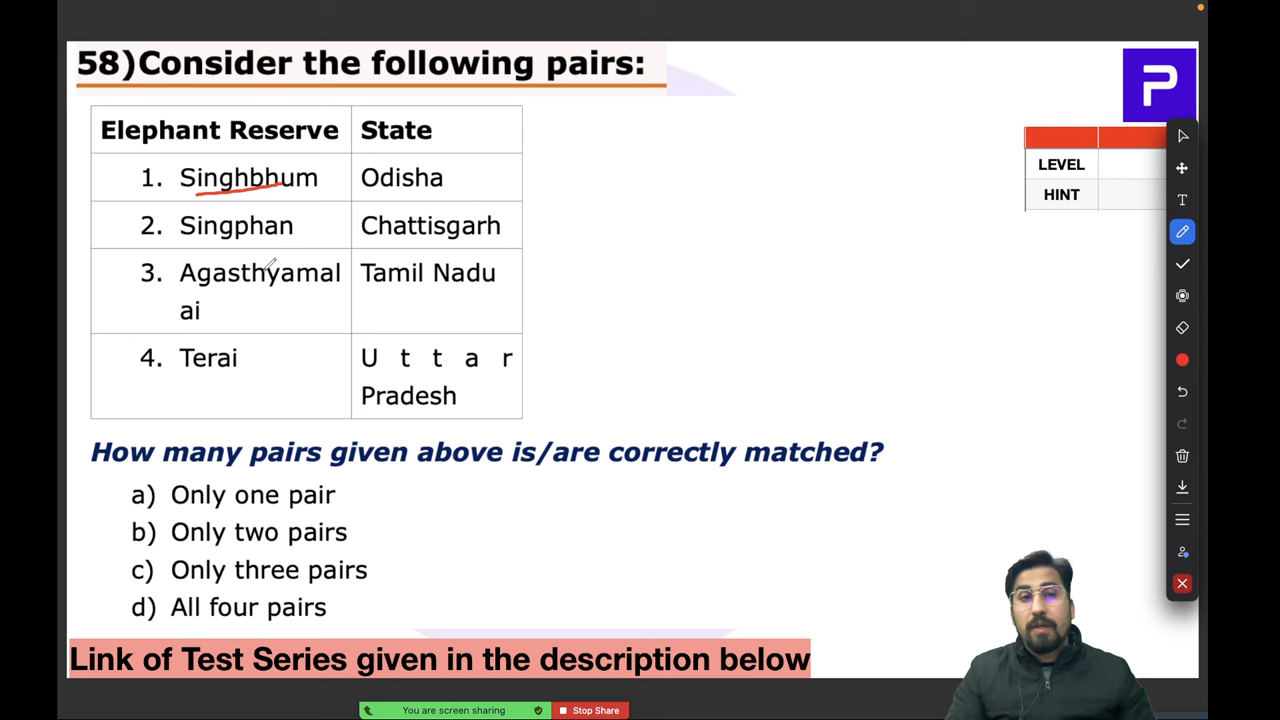 58)Consider the following pairs:
P
Elephant Reserve State
1. Singhbhum Odisha
2. Singphan Chattisgarh
3. Agasthyamal Tamil Nadu
ai
4. Terai U t t a r
Pradesh
LEVEL
HINT
T
How many pairs given above is/are correctly matched?
a) Only one pair
b) Only two pairs
c) Only three pairs
d) All four pairs
Link of Test Series given in the description below
You are screen sharing Stop Share